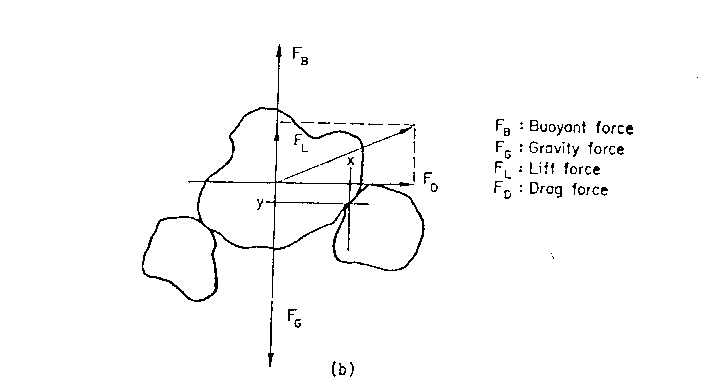 F_B
F_L
x
F_D
y
F_G
(b)
F_B : Buoyant force
F_G : Gravity force
F_L : Lift force
F_D : Drag force